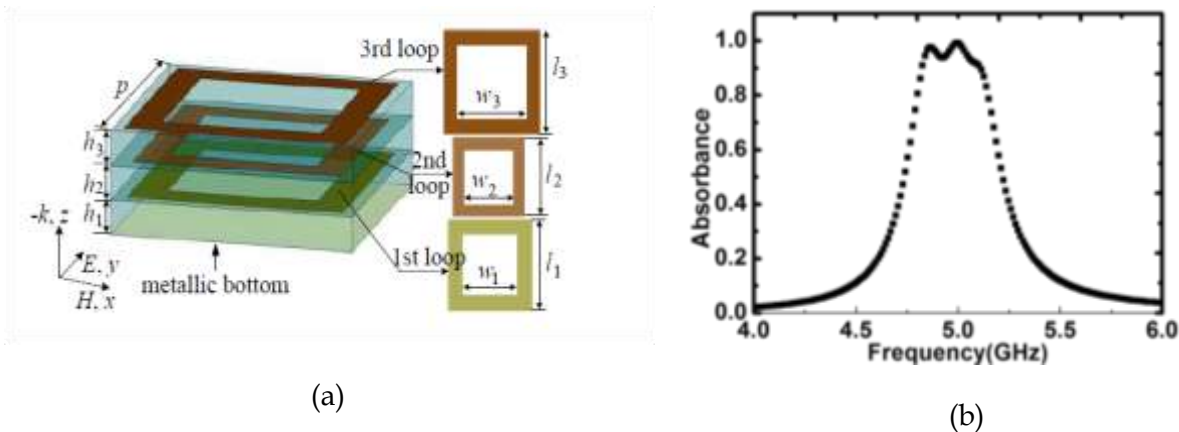 3rd loop
l3
w3
p
h3
2nd
loop
w2
l2
h2
h1
-k, z
1st loop
w1
l1
E, y
H, x
metallic bottom
(a)
1.0
0.8
0.6
0.4
0.2
0.0
Absorbance
4.0 4.5 5.0 5.5 6.0
Frequency(GHz)
(b)